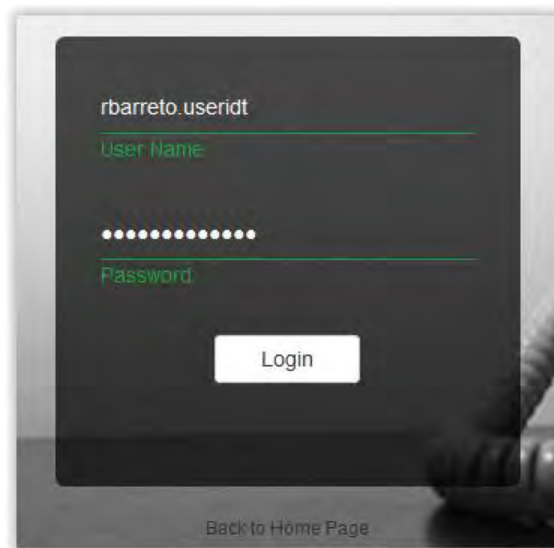 rbarreto.useridt
User Name
•••••••••••••
Password
Login
Back to Home Page